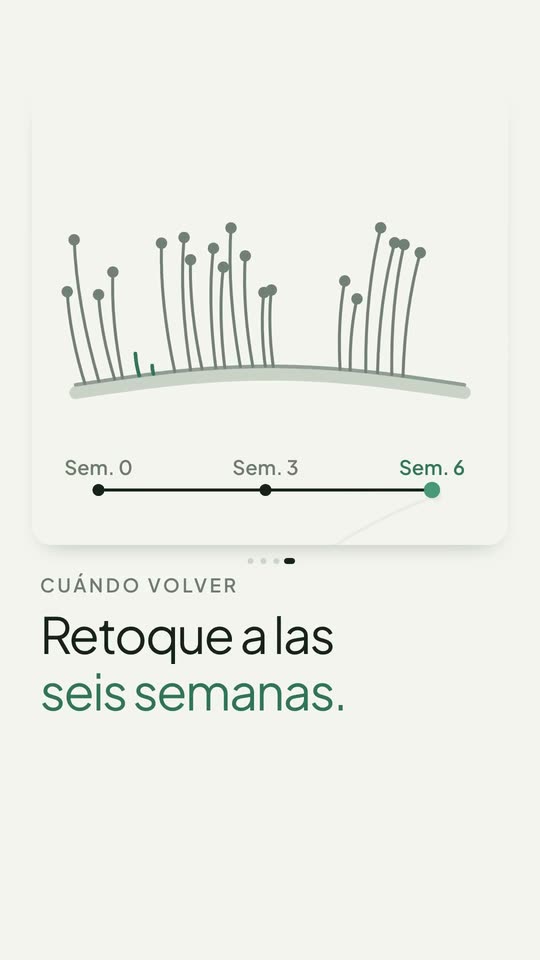 Sem. 0 Sem. 3 Sem. 6
CUÁNDO VOLVER
Retoque a las
seis semanas.